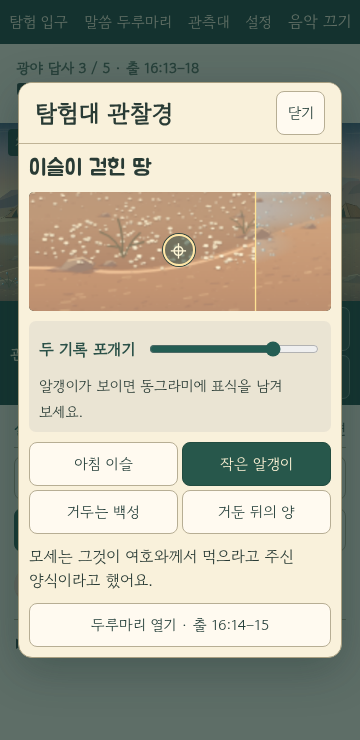 탐험 입구 말씀 두루마리 관측대 설정 음악 끄기
광야 답사 3 / 5 · 출 16:13–18
탐험대 관찰경
닫기
이슬이 걷힌 땅
두 기록 포개기
알갱이가 보이면 동그라미에 표식을 남겨
보세요.
아침 이슬
작은 알갱이
거두는 백성
거둔 뒤의 양
모세는 그것이 여호와께서 먹으라고 주신
양식이라고 했어요.
두루마리 열기 · 출 16:14–15